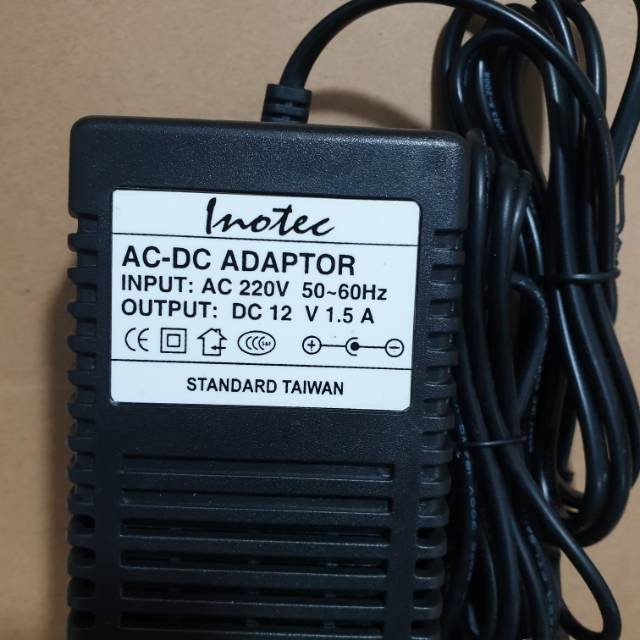 Inotec
AC-DC ADAPTOR
INPUT: AC 220V 50~60Hz
OUTPUT: DC 12 V 1.5 A
CE
STANDARD TAIWAN